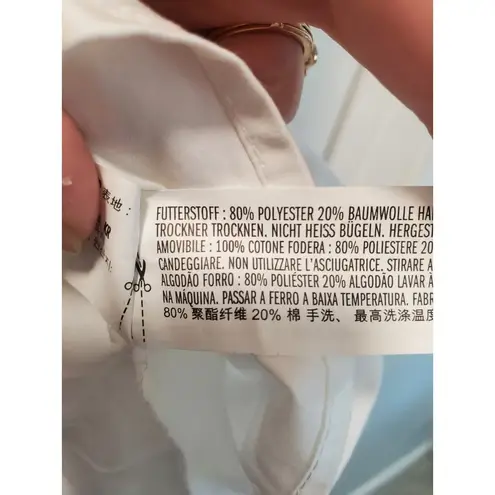 表地：
FUTTERSTOFF : 80% POLYESTER 20% BAUMWOLLE HA
TROCKNER TROCKNEN. NICHT HEISS BÜGELN. HERGEST
AMOVIBILE : 100% COTONE FODERA : 80% POLIESTERE 20
CANDEGGIARE. NON UTILIZZARE L'ASCIUGATRICE. STIRARE A
ALGODÃO FORRO : 80% POLIÉSTER 20% ALGODÃO LAVAR À
NA MÁQUINA. PASSAR A FERRO A BAIXA TEMPERATURA. FABR
80% 聚酯纤维 20% 棉 手洗、 最高洗涤温度